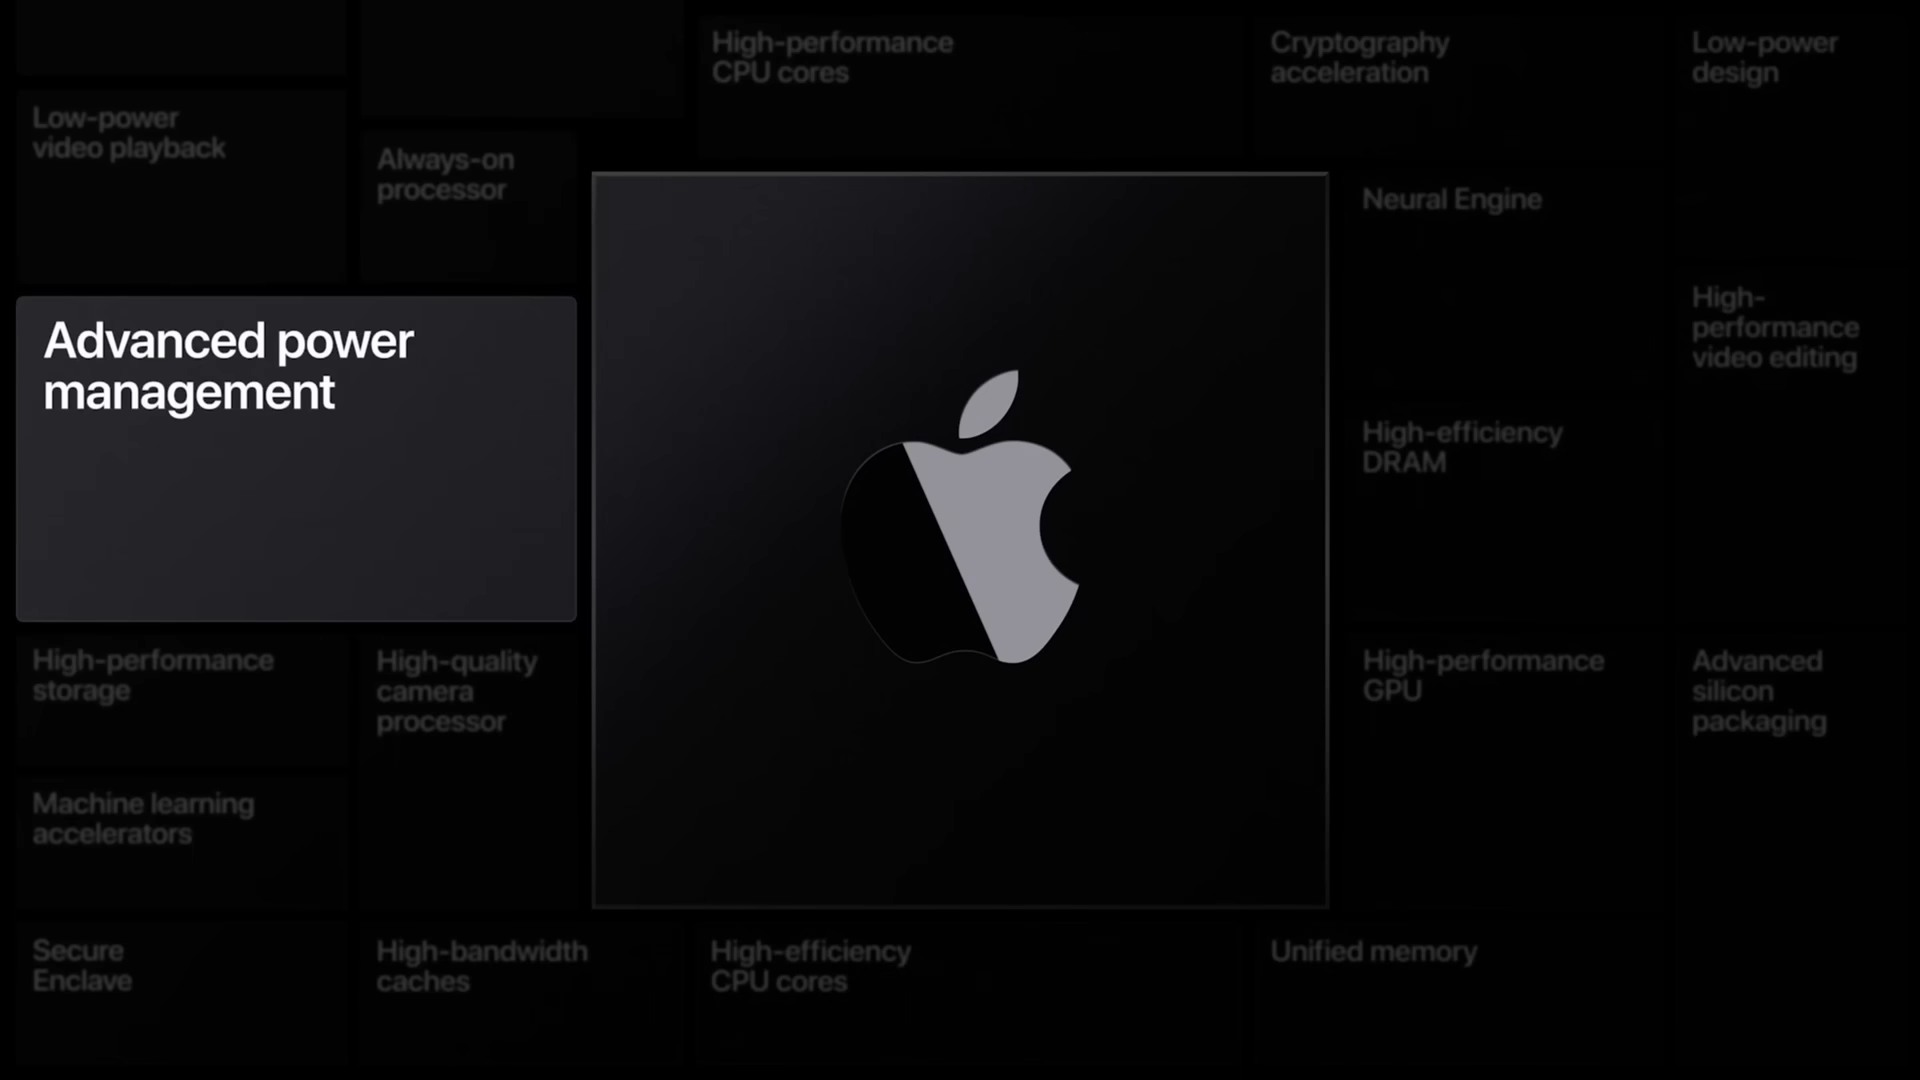 High-performance
CPU cores
Cryptography
acceleration
Low-power
design
Low-power
video playback
Always-on
processor
Neural Engine
High-
performance
video editing
Advanced power
management
High-efficiency
DRAM
High-performance
storage
High-quality
camera
processor
High-performance
GPU
Advanced
silicon
packaging
Machine learning
accelerators
Secure
Enclave
High-bandwidth
caches
High-efficiency
CPU cores
Unified memory